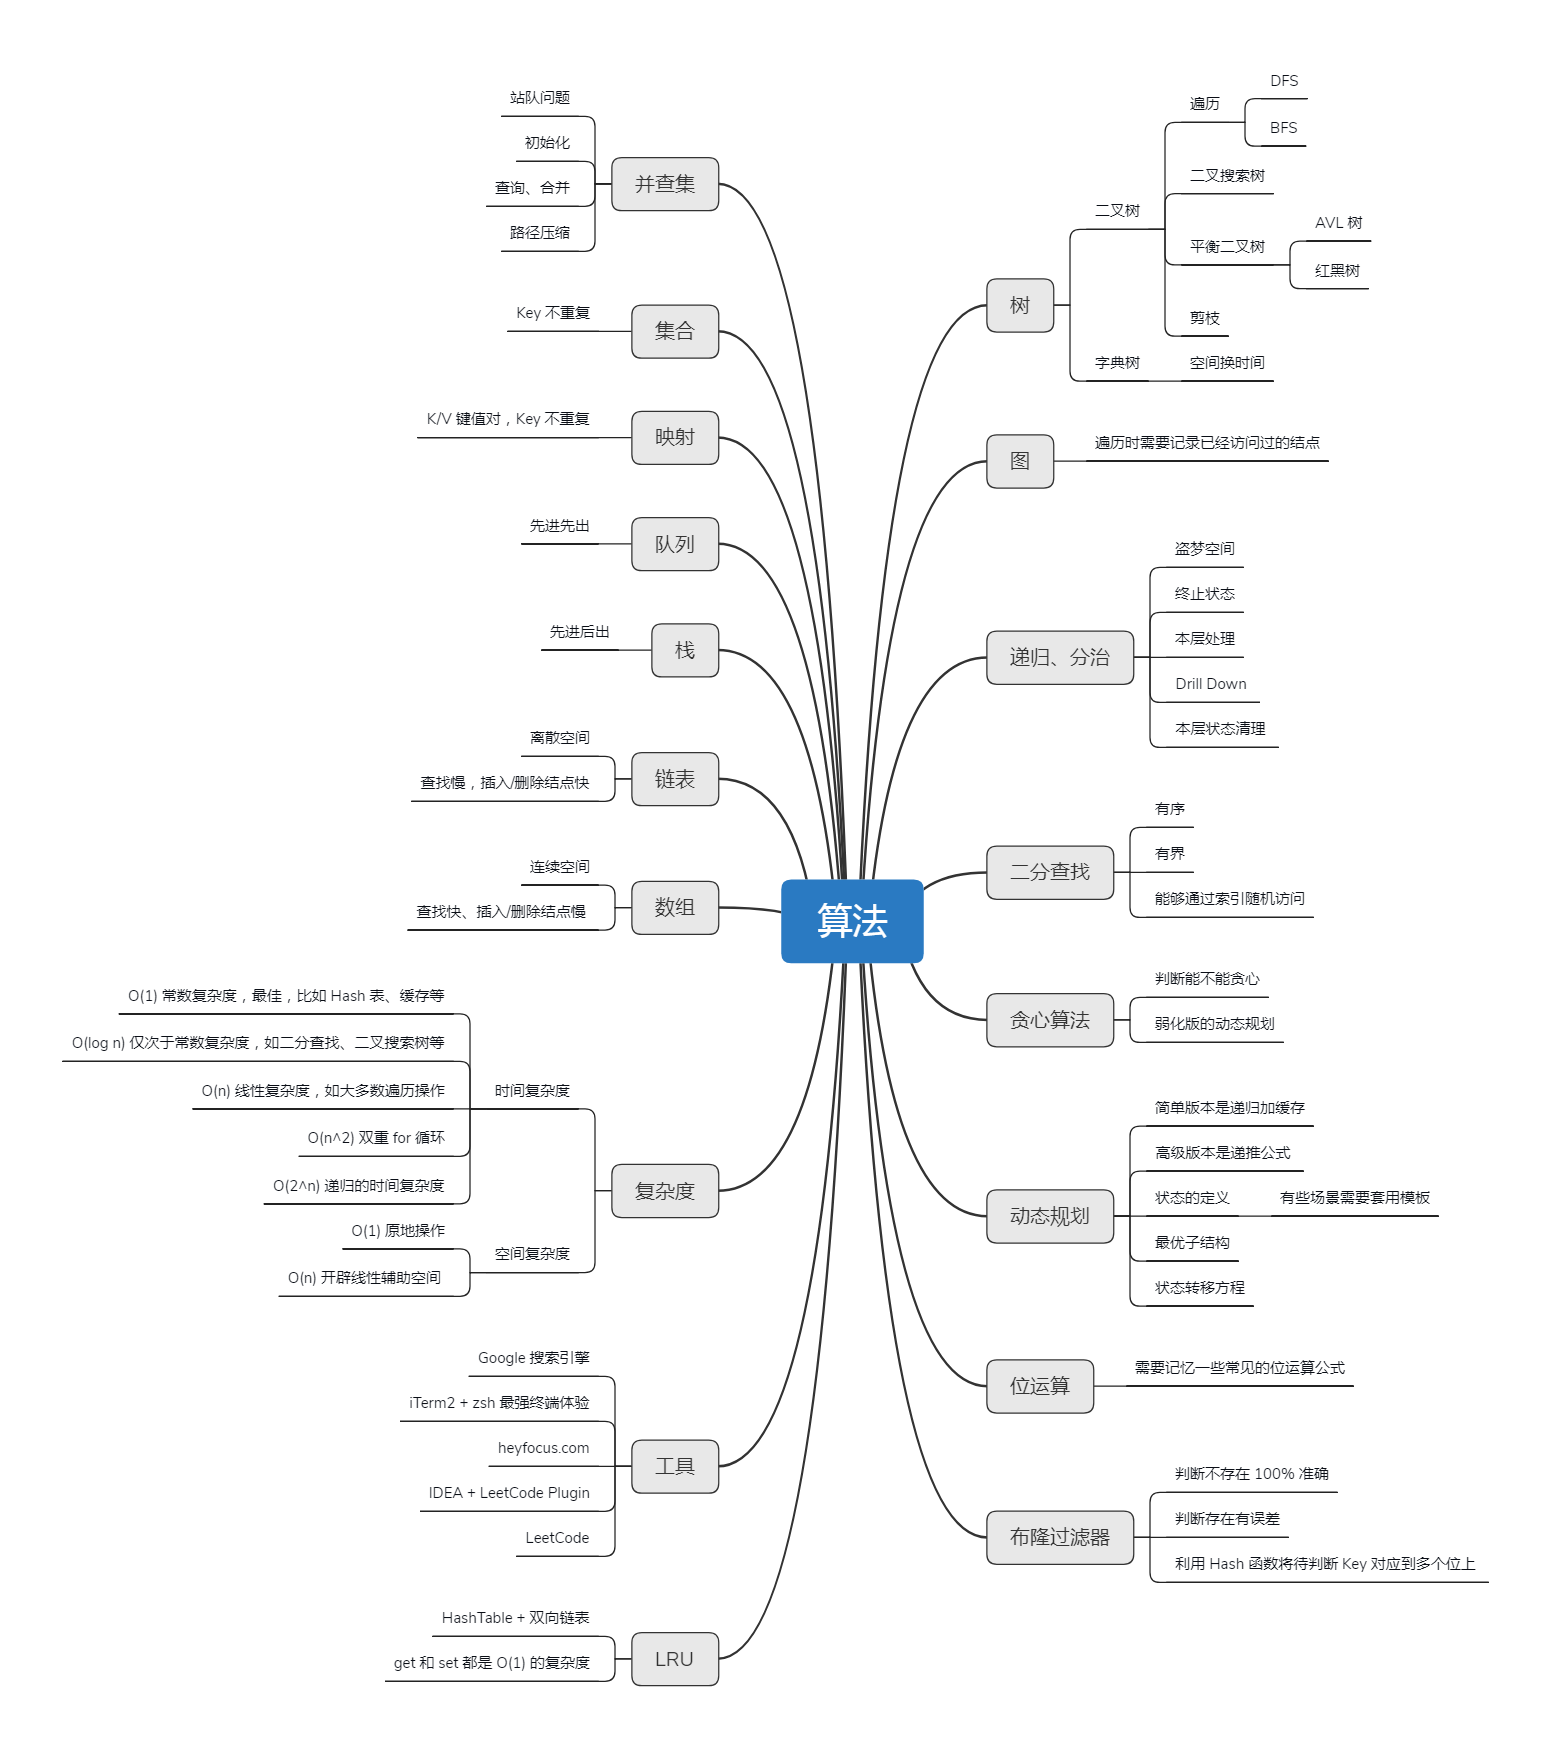 算法
树
二叉树
遍历
DFS
BFS
二叉搜索树
平衡二叉树
AVL 树
红黑树
剪枝
字典树
空间换时间
图
遍历时需要记录已经访问过的结点
递归、分治
盗梦空间
终止状态
本层处理
Drill Down
本层状态清理
二分查找
有序
有界
能够通过索引随机访问
贪心算法
判断能不能贪心
弱化版的动态规划
动态规划
简单版本是递归加缓存
高级版本是递推公式
状态的定义
有些场景需要套用模板
最优子结构
状态转移方程
位运算
需要记忆一些常见的位运算公式
布隆过滤器
判断不存在 100% 准确
判断存在有误差
利用 Hash 函数将待判断 Key 对应到多个位上
并查集
站队问题
初始化
查询、合并
路径压缩
集合
Key 不重复
映射
K/V 键值对，Key 不重复
队列
先进先出
栈
先进后出
链表
离散空间
查找慢，插入/删除结点快
数组
连续空间
查找快、插入/删除结点慢
复杂度
时间复杂度
O(1) 常数复杂度，最佳，比如 Hash 表、缓存等
O(log n) 仅次于常数复杂度，如二分查找、二叉搜索树等
O(n) 线性复杂度，如大多数遍历操作
O(n^2) 双重 for 循环
O(2^n) 递归的时间复杂度
空间复杂度
O(1) 原地操作
O(n) 开辟线性辅助空间
工具
Google 搜索引擎
iTerm2 + zsh 最强终端体验
heyfocus.com
IDEA + LeetCode Plugin
LeetCode
LRU
HashTable + 双向链表
get 和 set 都是 O(1) 的复杂度